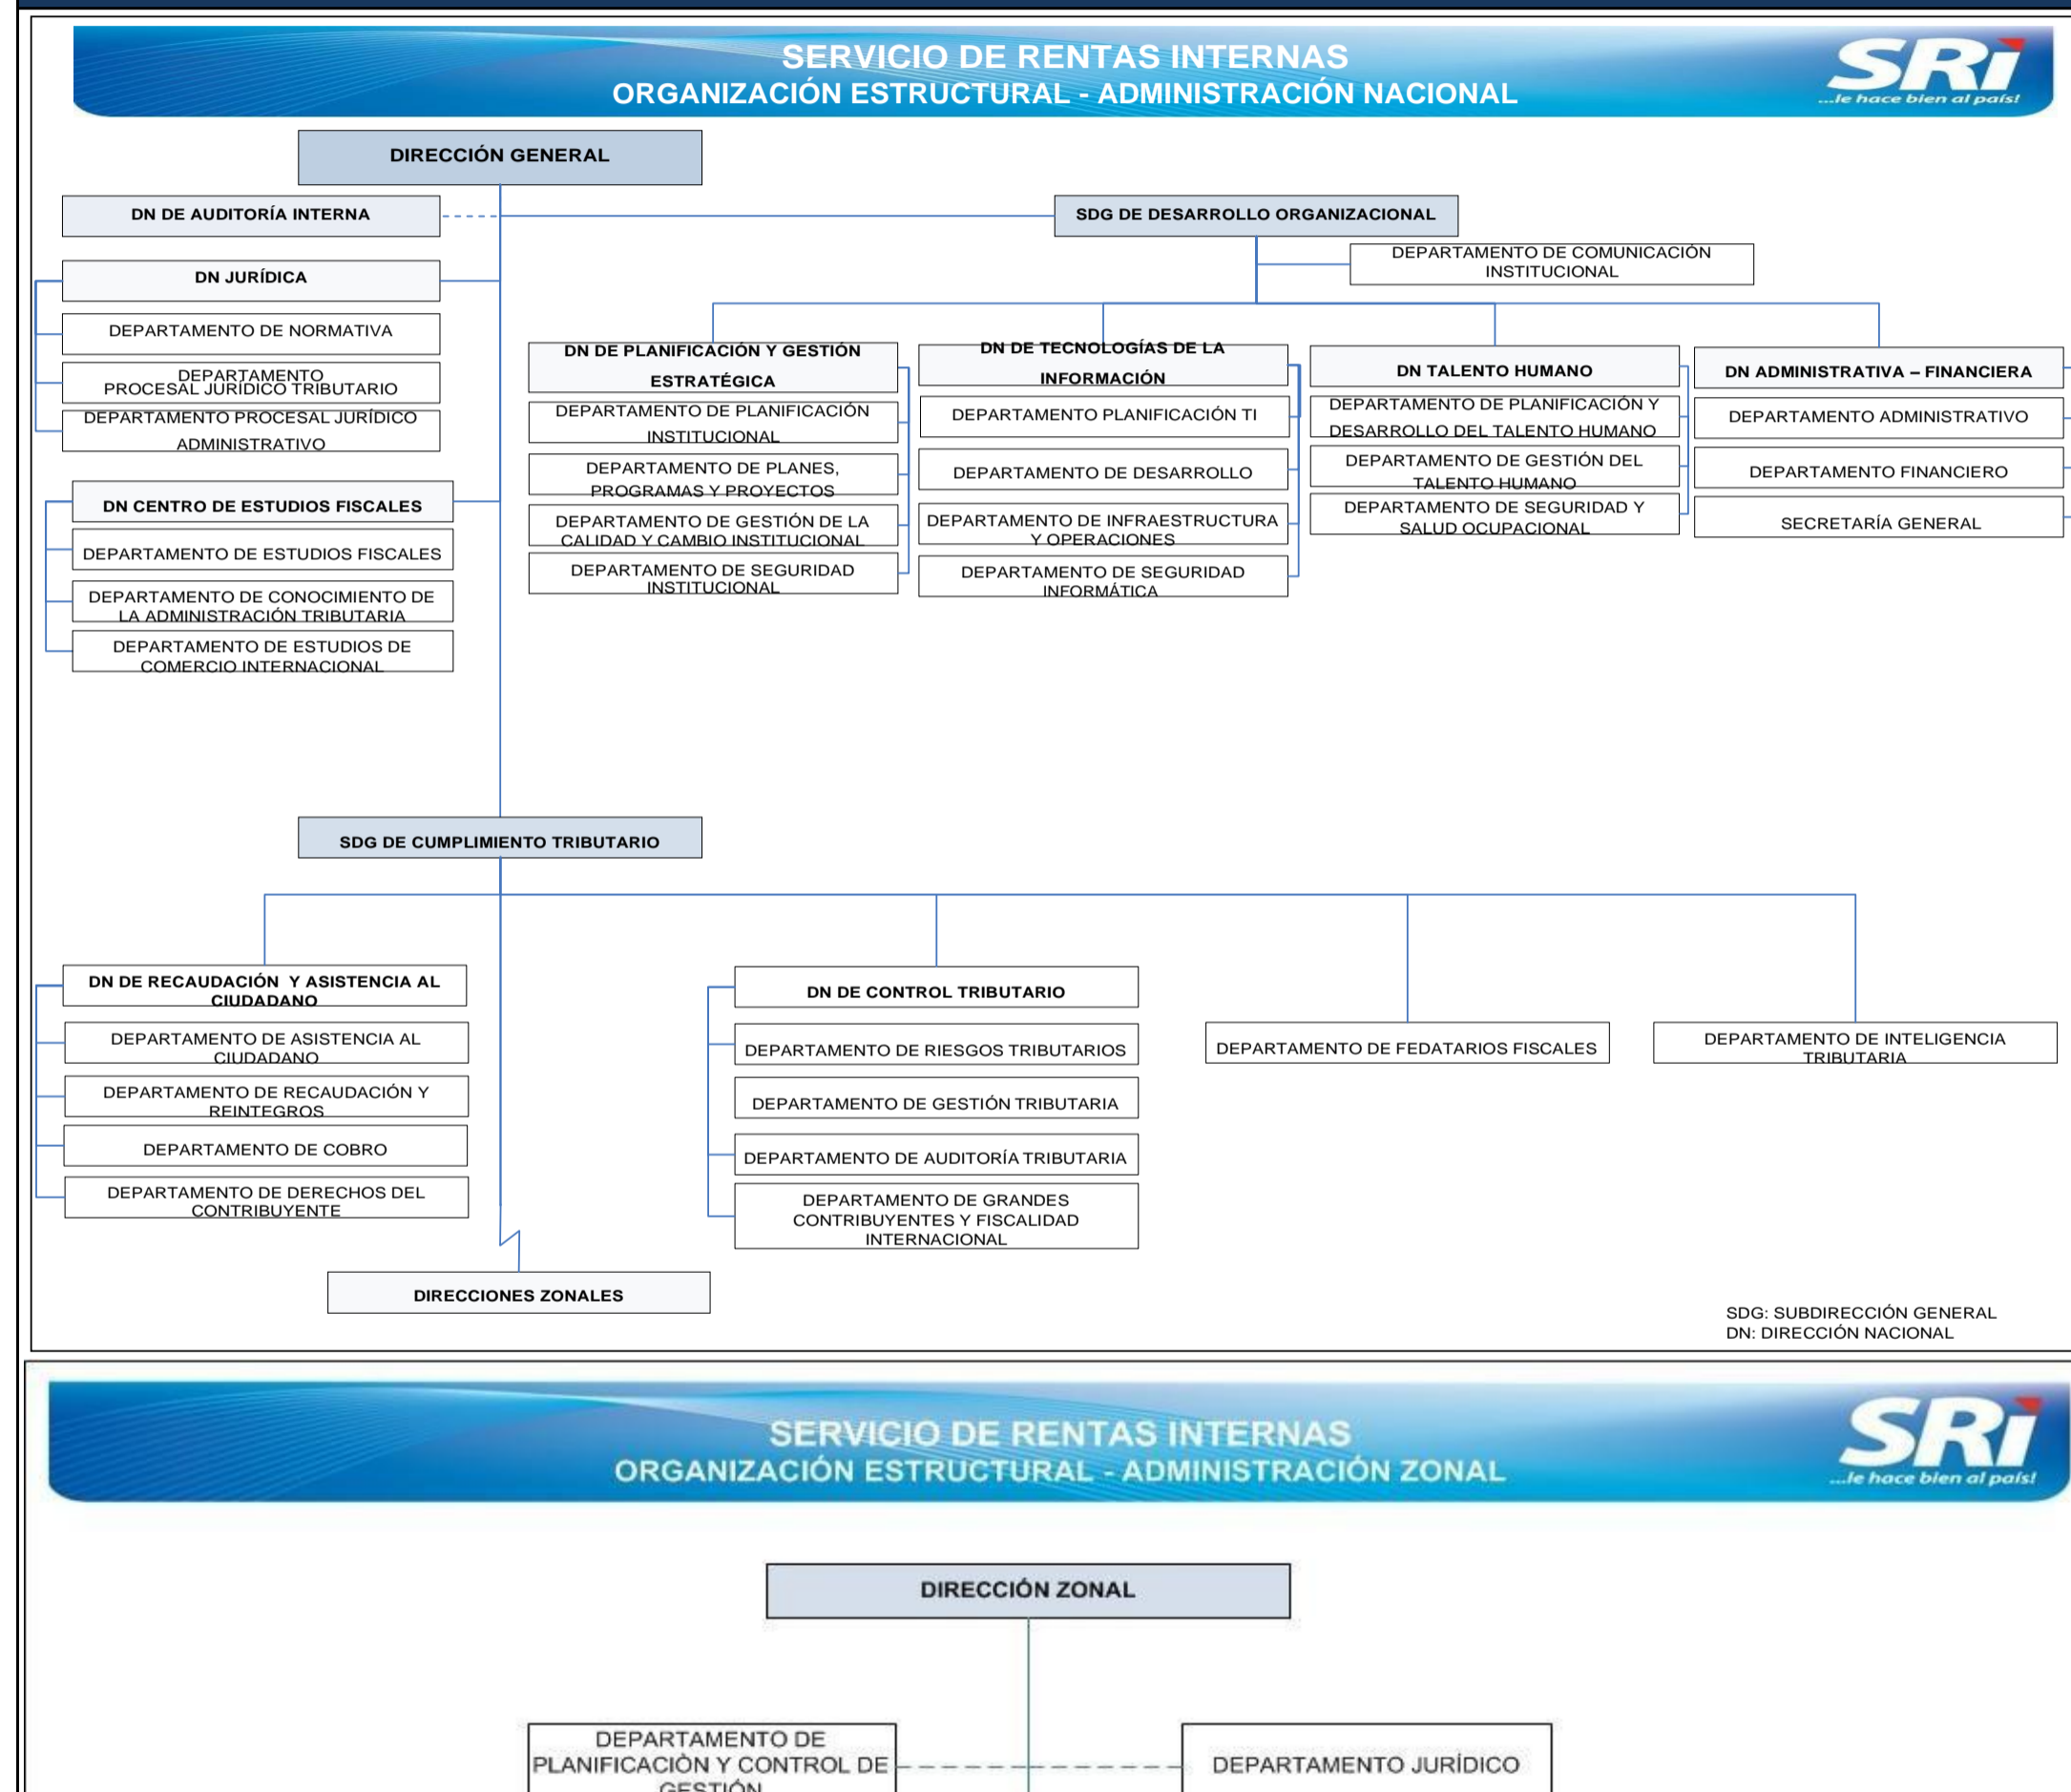 SERVICIO DE RENTAS INTERNAS
ORGANIZACIÓN ESTRUCTURAL - ADMINISTRACIÓN NACIONAL
SRi
...le hace bien al país!
DIRECCIÓN GENERAL
DN DE AUDITORÍA INTERNA
SDG DE DESARROLLO ORGANIZACIONAL
DEPARTAMENTO DE COMUNICACIÓN
INSTITUCIONAL
DN JURÍDICA
DEPARTAMENTO DE NORMATIVA
DEPARTAMENTO
PROCESAL JURÍDICO TRIBUTARIO
DEPARTAMENTO PROCESAL JURÍDICO
ADMINISTRATIVO
DN CENTRO DE ESTUDIOS FISCALES
DEPARTAMENTO DE ESTUDIOS FISCALES
DEPARTAMENTO DE CONOCIMIENTO DE
LA ADMINISTRACIÓN TRIBUTARIA
DEPARTAMENTO DE ESTUDIOS DE
COMERCIO INTERNACIONAL
DN DE PLANIFICACIÓN Y GESTIÓN
ESTRATÉGICA
DEPARTAMENTO DE PLANIFICACIÓN
INSTITUCIONAL
DEPARTAMENTO DE PLANES,
PROGRAMAS Y PROYECTOS
DEPARTAMENTO DE GESTIÓN DE LA
CALIDAD Y CAMBIO INSTITUCIONAL
DEPARTAMENTO DE SEGURIDAD
INSTITUCIONAL
DN DE TECNOLOGÍAS DE LA
INFORMACIÓN
DEPARTAMENTO PLANIFICACIÓN TI
DEPARTAMENTO DE DESARROLLO
DEPARTAMENTO DE INFRAESTRUCTURA
Y OPERACIONES
DEPARTAMENTO DE SEGURIDAD
INFORMÁTICA
DN TALENTO HUMANO
DEPARTAMENTO DE PLANIFICACIÓN Y
DESARROLLO DEL TALENTO HUMANO
DEPARTAMENTO DE GESTIÓN DEL
TALENTO HUMANO
DEPARTAMENTO DE SEGURIDAD Y
SALUD OCUPACIONAL
DN ADMINISTRATIVA – FINANCIERA
DEPARTAMENTO ADMINISTRATIVO
DEPARTAMENTO FINANCIERO
SECRETARÍA GENERAL
SDG DE CUMPLIMIENTO TRIBUTARIO
DN DE RECAUDACIÓN Y ASISTENCIA AL
CIUDADANO
DEPARTAMENTO DE ASISTENCIA AL
CIUDADANO
DEPARTAMENTO DE RECAUDACIÓN Y
REINTEGROS
DEPARTAMENTO DE COBRO
DEPARTAMENTO DE DERECHOS DEL
CONTRIBUYENTE
DN DE CONTROL TRIBUTARIO
DEPARTAMENTO DE RIESGOS TRIBUTARIOS
DEPARTAMENTO DE GESTIÓN TRIBUTARIA
DEPARTAMENTO DE AUDITORÍA TRIBUTARIA
DEPARTAMENTO DE GRANDES
CONTRIBUYENTES Y FISCALIDAD
INTERNACIONAL
DEPARTAMENTO DE FEDATARIOS FISCALES
DEPARTAMENTO DE INTELIGENCIA
TRIBUTARIA
DIRECCIONES ZONALES
SDG: SUBDIRECCIÓN GENERAL
DN: DIRECCIÓN NACIONAL
SERVICIO DE RENTAS INTERNAS
ORGANIZACIÓN ESTRUCTURAL - ADMINISTRACIÓN ZONAL
SRi
...le hace bien al país!
DIRECCIÓN ZONAL
DEPARTAMENTO DE
PLANIFICACIÒN Y CONTROL DE
GESTIÓN
DEPARTAMENTO JURÍDICO